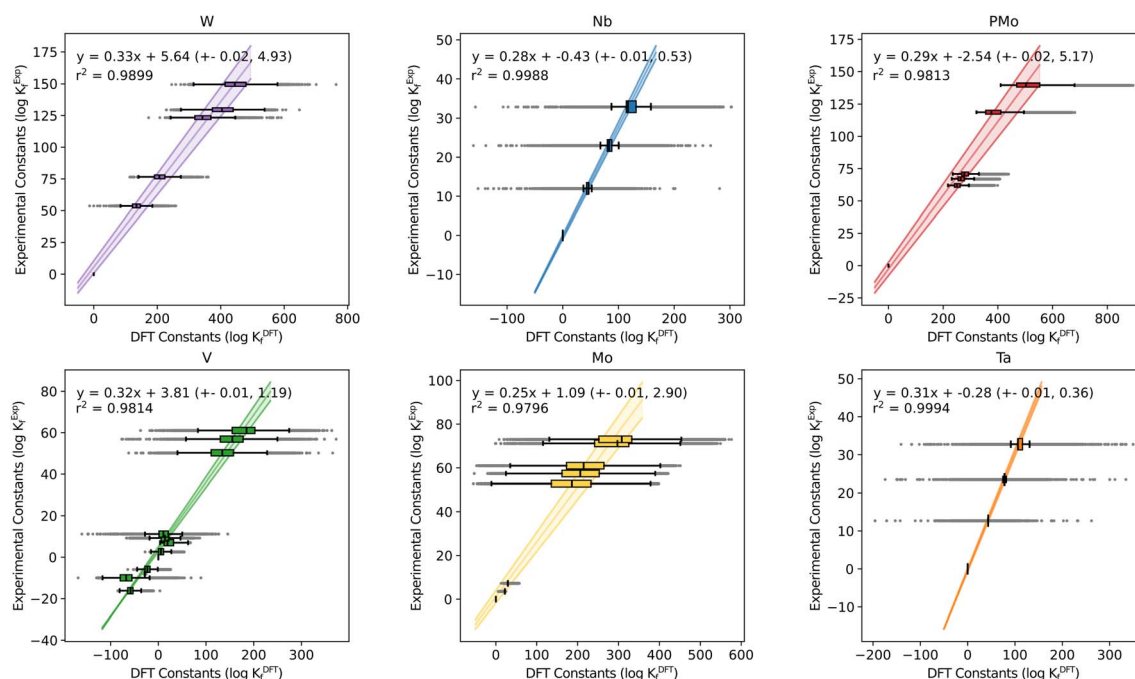 W
y = 0.33x + 5.64 (+- 0.02, 4.93)
r² = 0.9899
175
150
125
100
75
50
25
0
Experimental Constants (log K_f^Exp)
0
200
400
600
800
DFT Constants (log K_f^DFT)
Nb
y = 0.28x + -0.43 (+- 0.01, 0.53)
r² = 0.9988
50
40
30
20
10
0
−10
Experimental Constants (log K_f^Exp)
−100
0
100
200
300
DFT Constants (log K_f^DFT)
PMo
y = 0.29x + -2.54 (+- 0.02, 5.17)
r² = 0.9813
175
150
125
100
75
50
25
0
−25
Experimental Constants (log K_f^Exp)
0
200
400
600
800
DFT Constants (log K_f^DFT)
V
y = 0.32x + 3.81 (+- 0.01, 1.19)
r² = 0.9814
80
60
40
20
0
−20
−40
Experimental Constants (log K_f^Exp)
−100
0
100
200
300
DFT Constants (log K_f^DFT)
Mo
y = 0.25x + 1.09 (+- 0.01, 2.90)
r² = 0.9796
100
80
60
40
20
0
Experimental Constants (log K_f^Exp)
0
100
200
300
400
500
600
DFT Constants (log K_f^DFT)
Ta
y = 0.31x + -0.28 (+- 0.01, 0.36)
r² = 0.9994
50
40
30
20
10
0
−10
Experimental Constants (log K_f^Exp)
−200
−100
0
100
200
300
DFT Constants (log K_f^DFT)